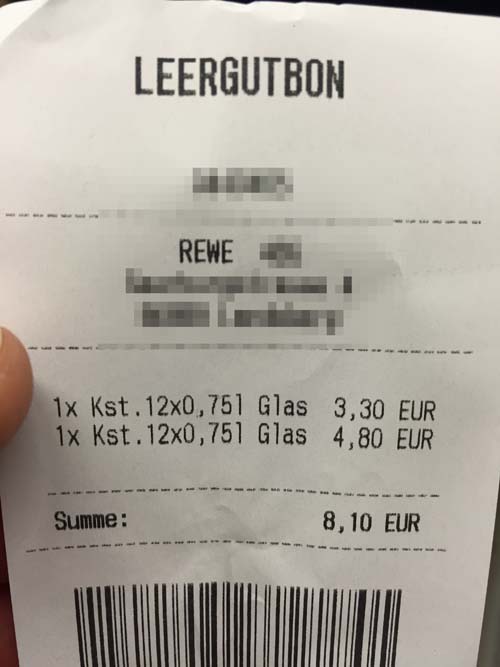 LEERGUTBON
REWE
1x Kst.12x0,75l Glas 3,30 EUR
1x Kst.12x0,75l Glas 4,80 EUR
Summe: 8,10 EUR